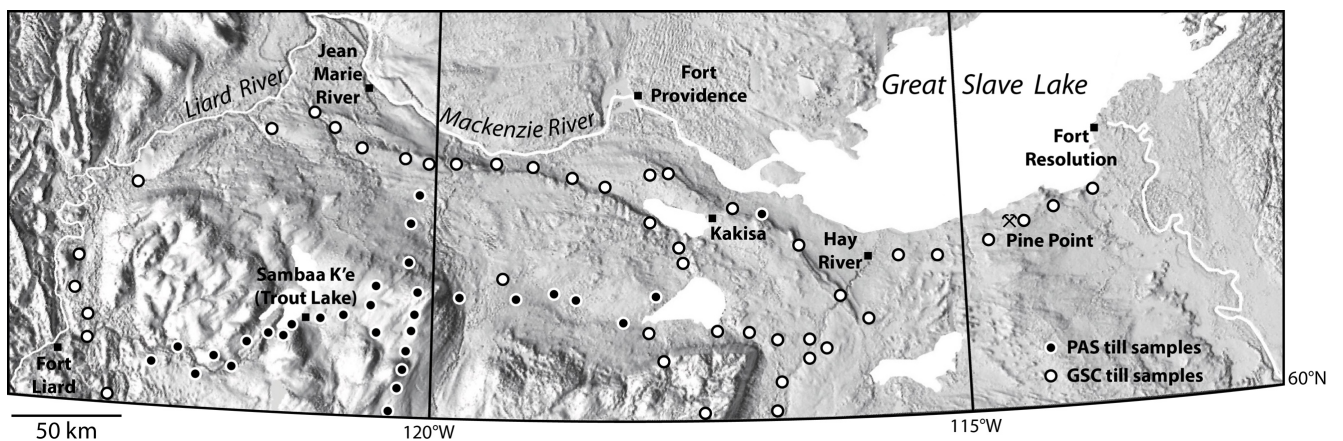 Jean
Marie
River
Liard River
Fort
Providence
Mackenzie River
Great Slave Lake
Fort
Resolution
Kakisa
Hay
River
Pine Point
Sambaa K'e
(Trout Lake)
Fort
Liard
PAS till samples
GSC till samples
60°N
50 km
120°W
115°W